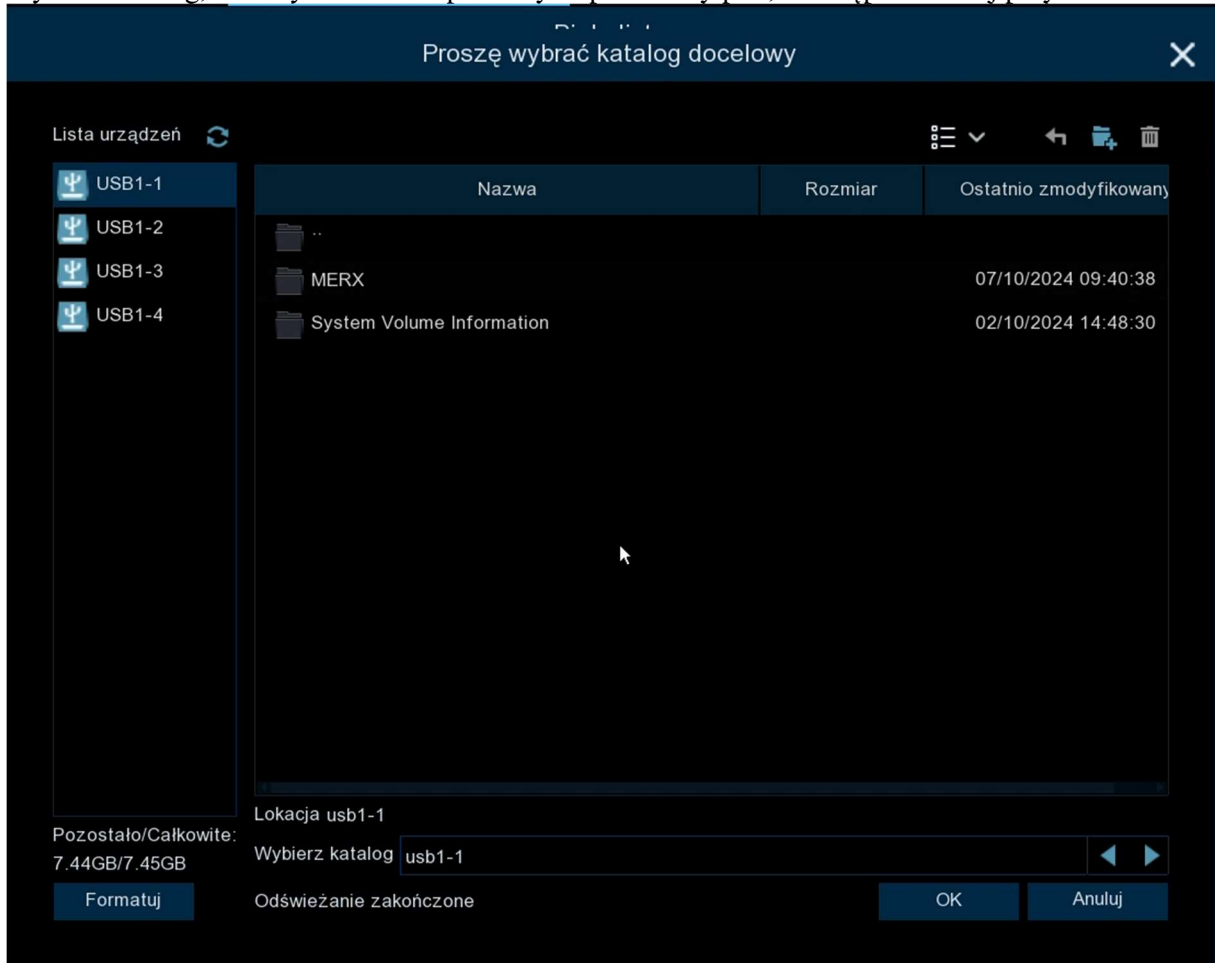 Proszę wybrać katalog docelowy
Lista urządzeń
USB1-1
USB1-2
USB1-3
USB1-4
Nazwa Rozmiar Ostatnio zmodyfikowany
..
MERX 07/10/2024 09:40:38
System Volume Information 02/10/2024 14:48:30
Lokacja usb1-1
Pozostało/Całkowite:
7.44GB/7.45GB
Wybierz katalog usb1-1
Formatuj
Odświeżanie zakończone
OK Anuluj